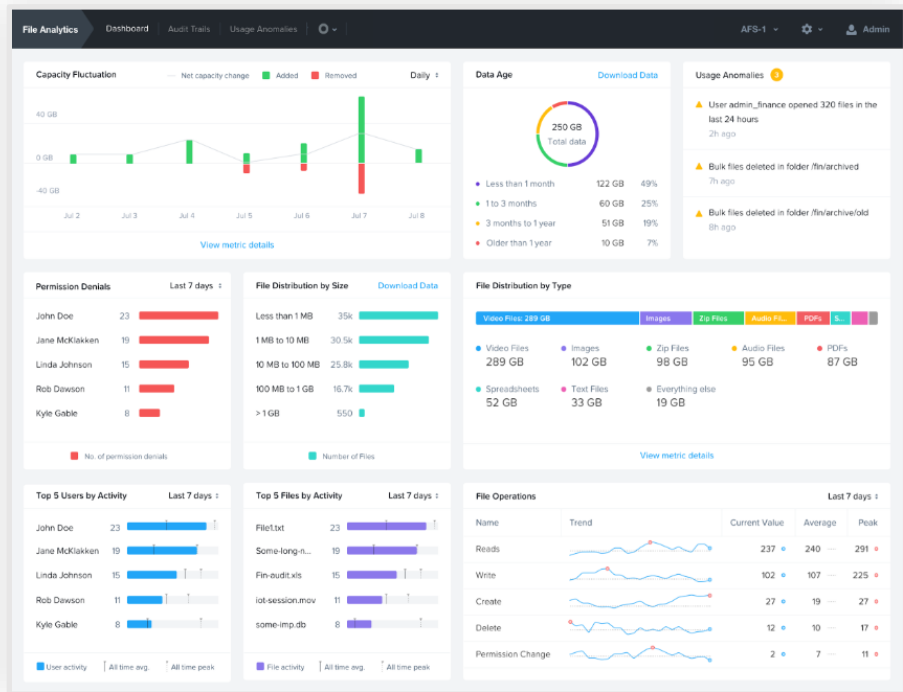 File Analytics
Dashboard
Audit Trails
Usage Anomalies
AFS-1
Admin
Capacity Fluctuation
Net capacity change
Added
Removed
Daily
40 GB
0 GB
-40 GB
Jul 2
Jul 3
Jul 4
Jul 5
Jul 6
Jul 7
Jul 8
View metric details
Data Age
Download Data
250 GB
Total data
Less than 1 month 122 GB 49%
1 to 3 months 60 GB 25%
3 months to 1 year 51 GB 19%
Older than 1 year 10 GB 7%
Usage Anomalies 3
User admin_finance opened 320 files in the
last 24 hours
2h ago
Bulk files deleted in folder /fin/archived
7h ago
Bulk files deleted in folder /fin/archive/old
8h ago
Permission Denials
Last 7 days
John Doe 23
Jane McKlakken 19
Linda Johnson 15
Rob Dawson 11
Kyle Gable 8
No. of permission denials
File Distribution by Size
Download Data
Less than 1 MB 35k
1 MB to 10 MB 30.5k
10 MB to 100 MB 25.8k
100 MB to 1 GB 16.7k
> 1 GB 550
Number of Files
File Distribution by Type
Video Files: 289 GB
Images
Zip Files
Audio Fil...
PDFs
S...
Video Files
289 GB
Images
102 GB
Zip Files
98 GB
Audio Files
95 GB
PDFs
87 GB
Spreadsheets
52 GB
Text Files
33 GB
Everything else
19 GB
View metric details
Top 5 Users by Activity
Last 7 days
John Doe 23
Jane McKlakken 19
Linda Johnson 15
Rob Dawson 11
Kyle Gable 8
User activity
All time avg.
All time peak
Top 5 Files by Activity
Last 7 days
File1.txt 23
Some-long-n... 19
Fin-audit.xls 15
iot-session.mov 11
some-imp.db 8
File activity
All time avg.
All time peak
File Operations
Last 7 days
Name Trend Current Value Average Peak
Reads 237 240 291
Write 102 107 225
Create 27 19 27
Delete 12 10 17
Permission Change 2 7 11